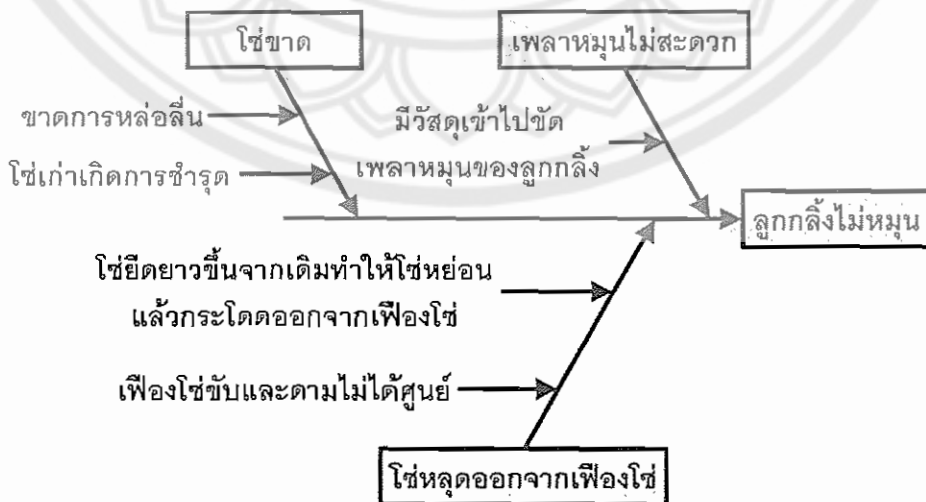 โซ่ขาด
เพลาหมุนไม่สะดวก
ขาดการหล่อลื่น
โซ่เก่าเกิดการชำรุด
มีวัสดุเข้าไปขัด
เพลาหมุนของลูกกลิ้ง
ลูกกลิ้งไม่หมุน
โซ่ยืดยาวขึ้นจากเดิมทำให้โซ่หย่อน
แล้วกระโดดออกจากเฟืองโซ่
เฟืองโซ่ขับและตามไม่ได้ศูนย์
โซ่หลุดออกจากเฟืองโซ่